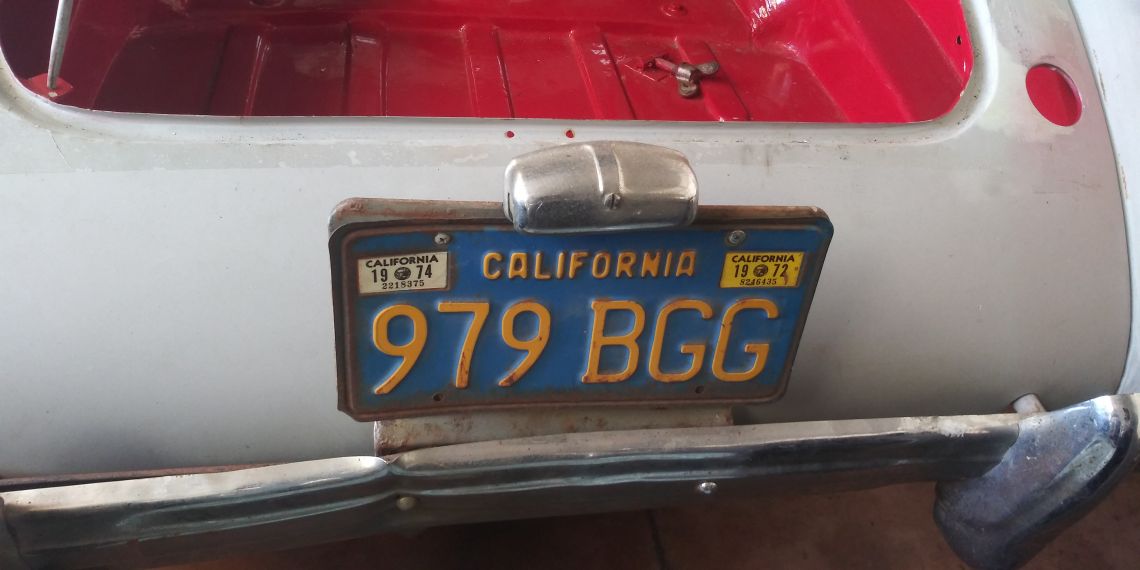 CALIFORNIA
19 74
2218375
CALIFORNIA
CALIFORNIA
19 72
8246435
979 BGG